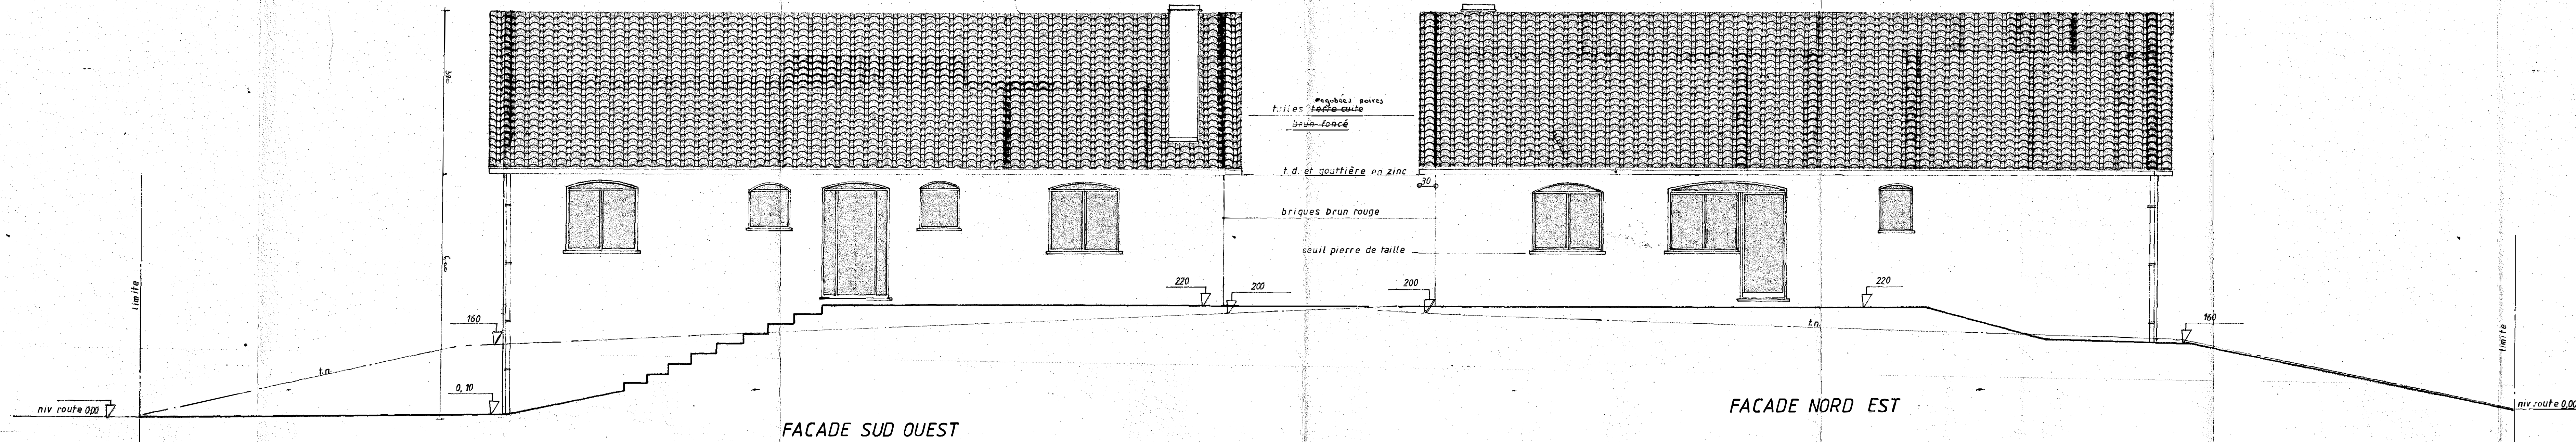 320
600
limite
niv route 0,00
t.n.
160
0,10
220
200
FACADE SUD OUEST
engobées noires
tuiles terre cuite
brun foncé
t.d. et gouttière en zinc
30
briques brun rouge
seuil pierre de taille
200
220
t.n.
160
limite
niv route 0,00
FACADE NORD EST